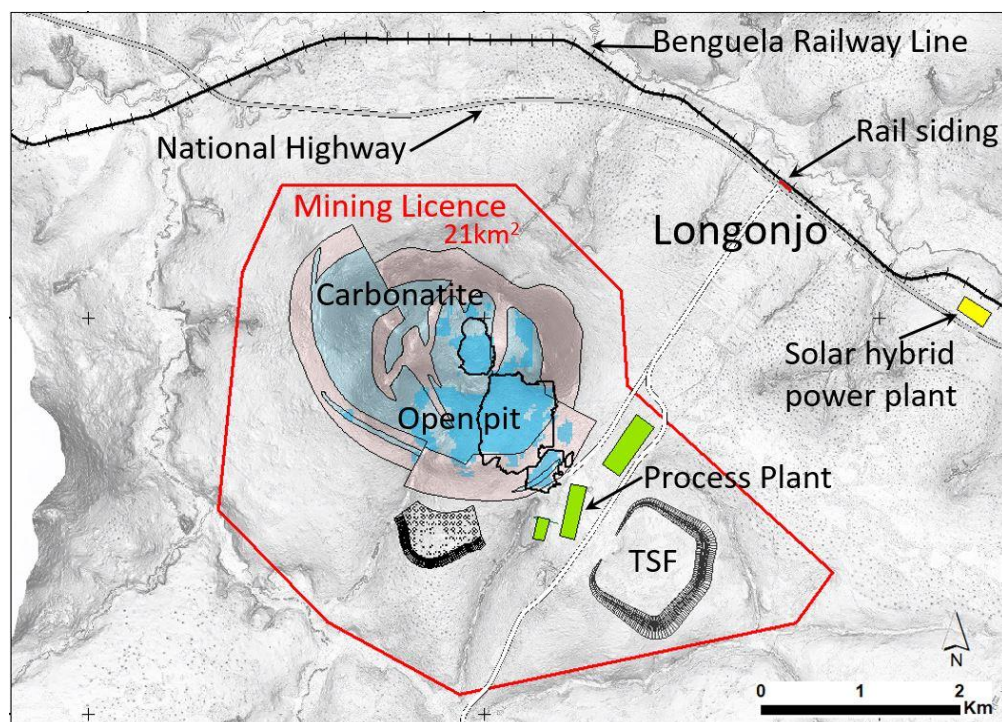 Benguela Railway Line
National Highway
Rail siding
Mining Licence
21km²
Longonjo
Carbonatite
Solar hybrid
power plant
Open pit
Process Plant
TSF
N
0 1 2
Km